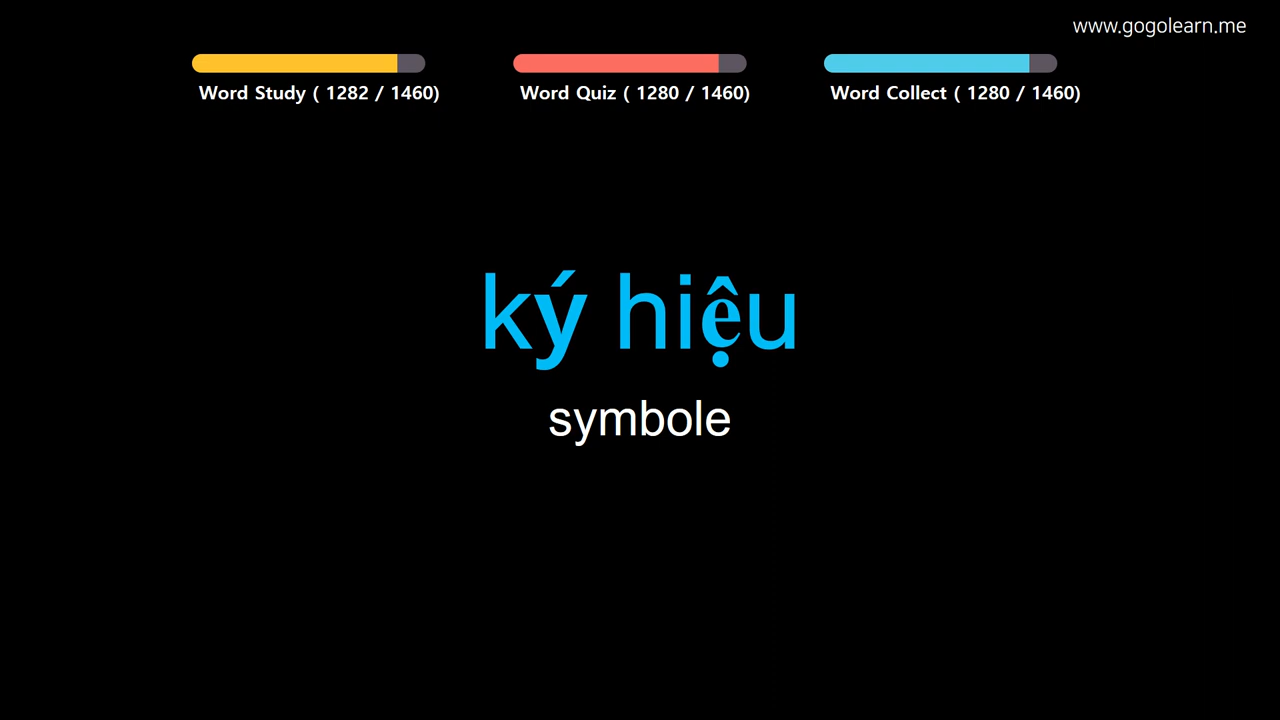 www.gogolearn.me
Word Study ( 1282 / 1460)
Word Quiz ( 1280 / 1460)
Word Collect ( 1280 / 1460)
ký hiệu
symbole